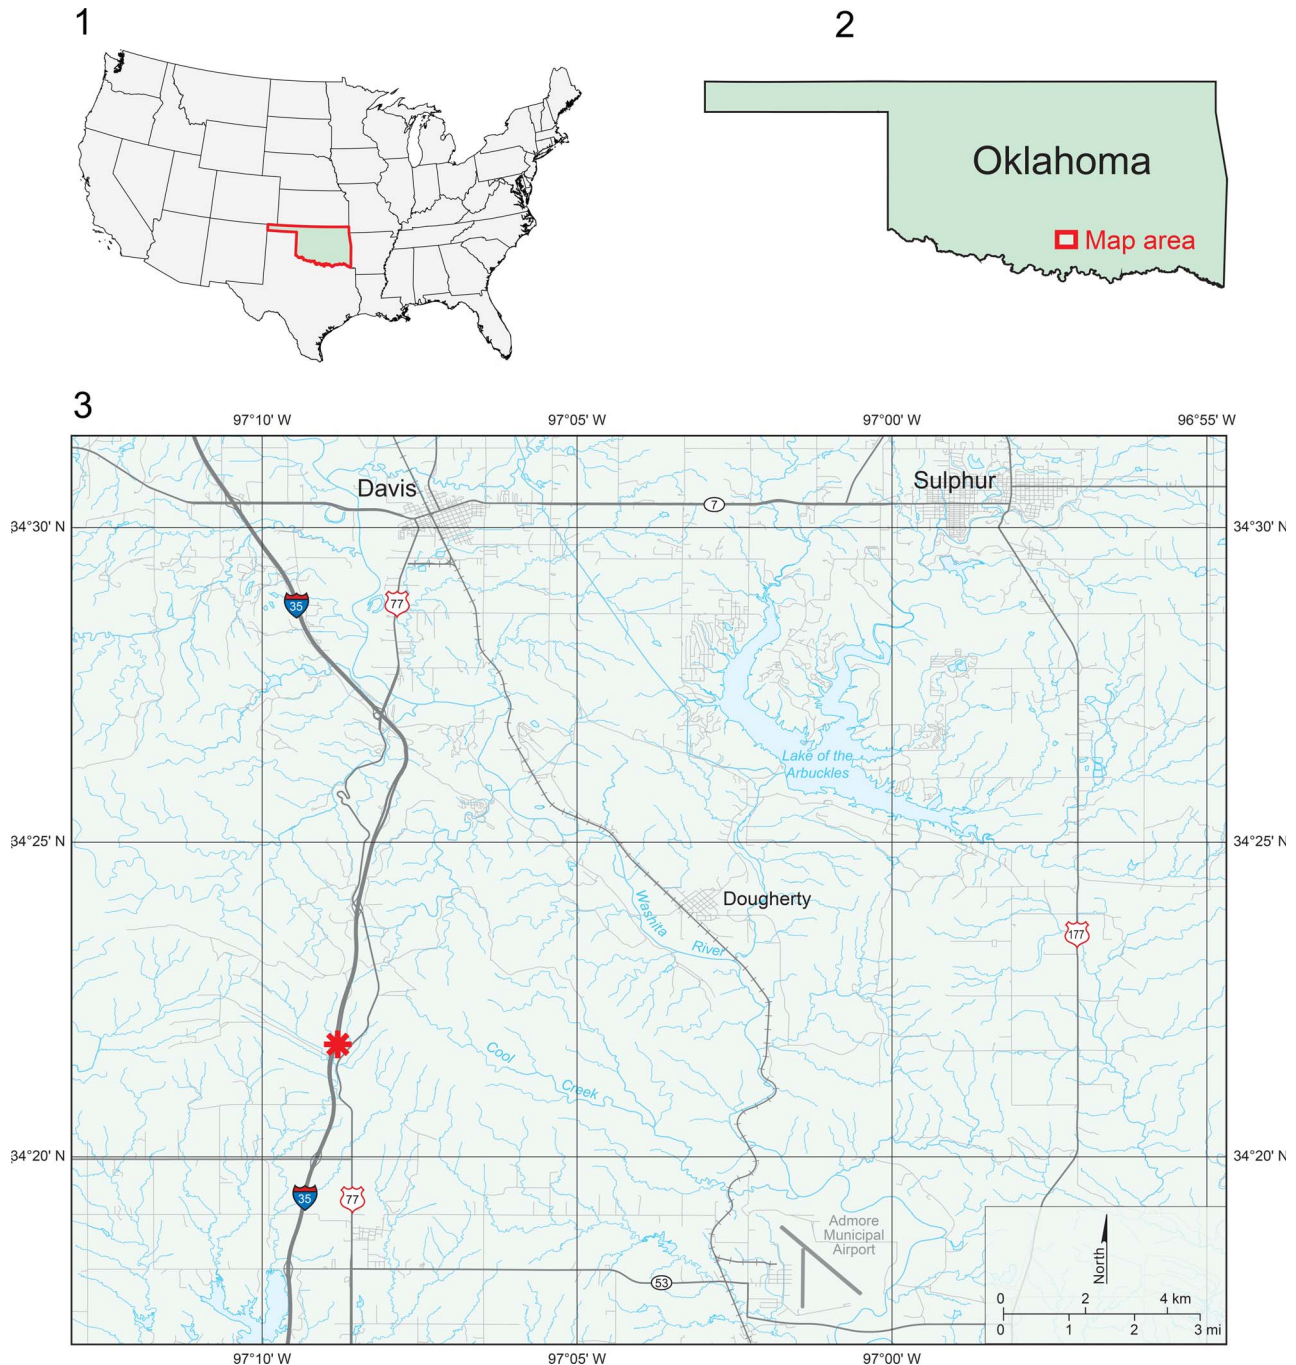 1
2
Oklahoma
Map area
3
97°10' W
97°05' W
97°00' W
96°55' W
Davis
Sulphur
7
34°30' N
34°30' N
35
77
Lake of the
Arbuckles
34°25' N
34°25' N
Dougherty
Washita
River
177
Cool
Creek
34°20' N
34°20' N
35
77
Admore
Municipal
Airport
53
North
0 2 4 km
0 1 2 3 mi
97°10' W
97°05' W
97°00' W